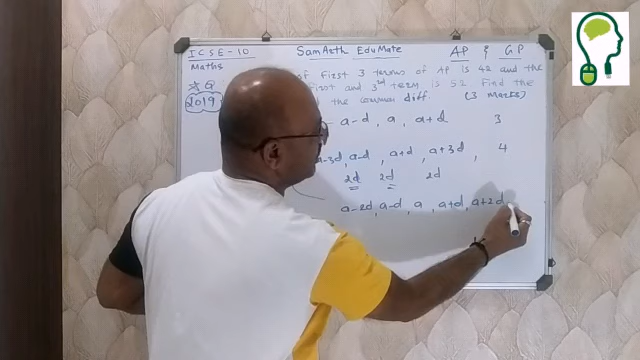 ICSE-10 SamArth EduMate AP & GP
Maths
of first 3 terms of AP is 42 and the
☆ Q First and 3rd term is 52. Find the
2019 the common diff. (3 Marks)
a-d, a, a+d 3
a-3d, a-d, a+d, a+3d, 4
2d 2d 2d
a-2d, a-d, a, a+d, a+2d